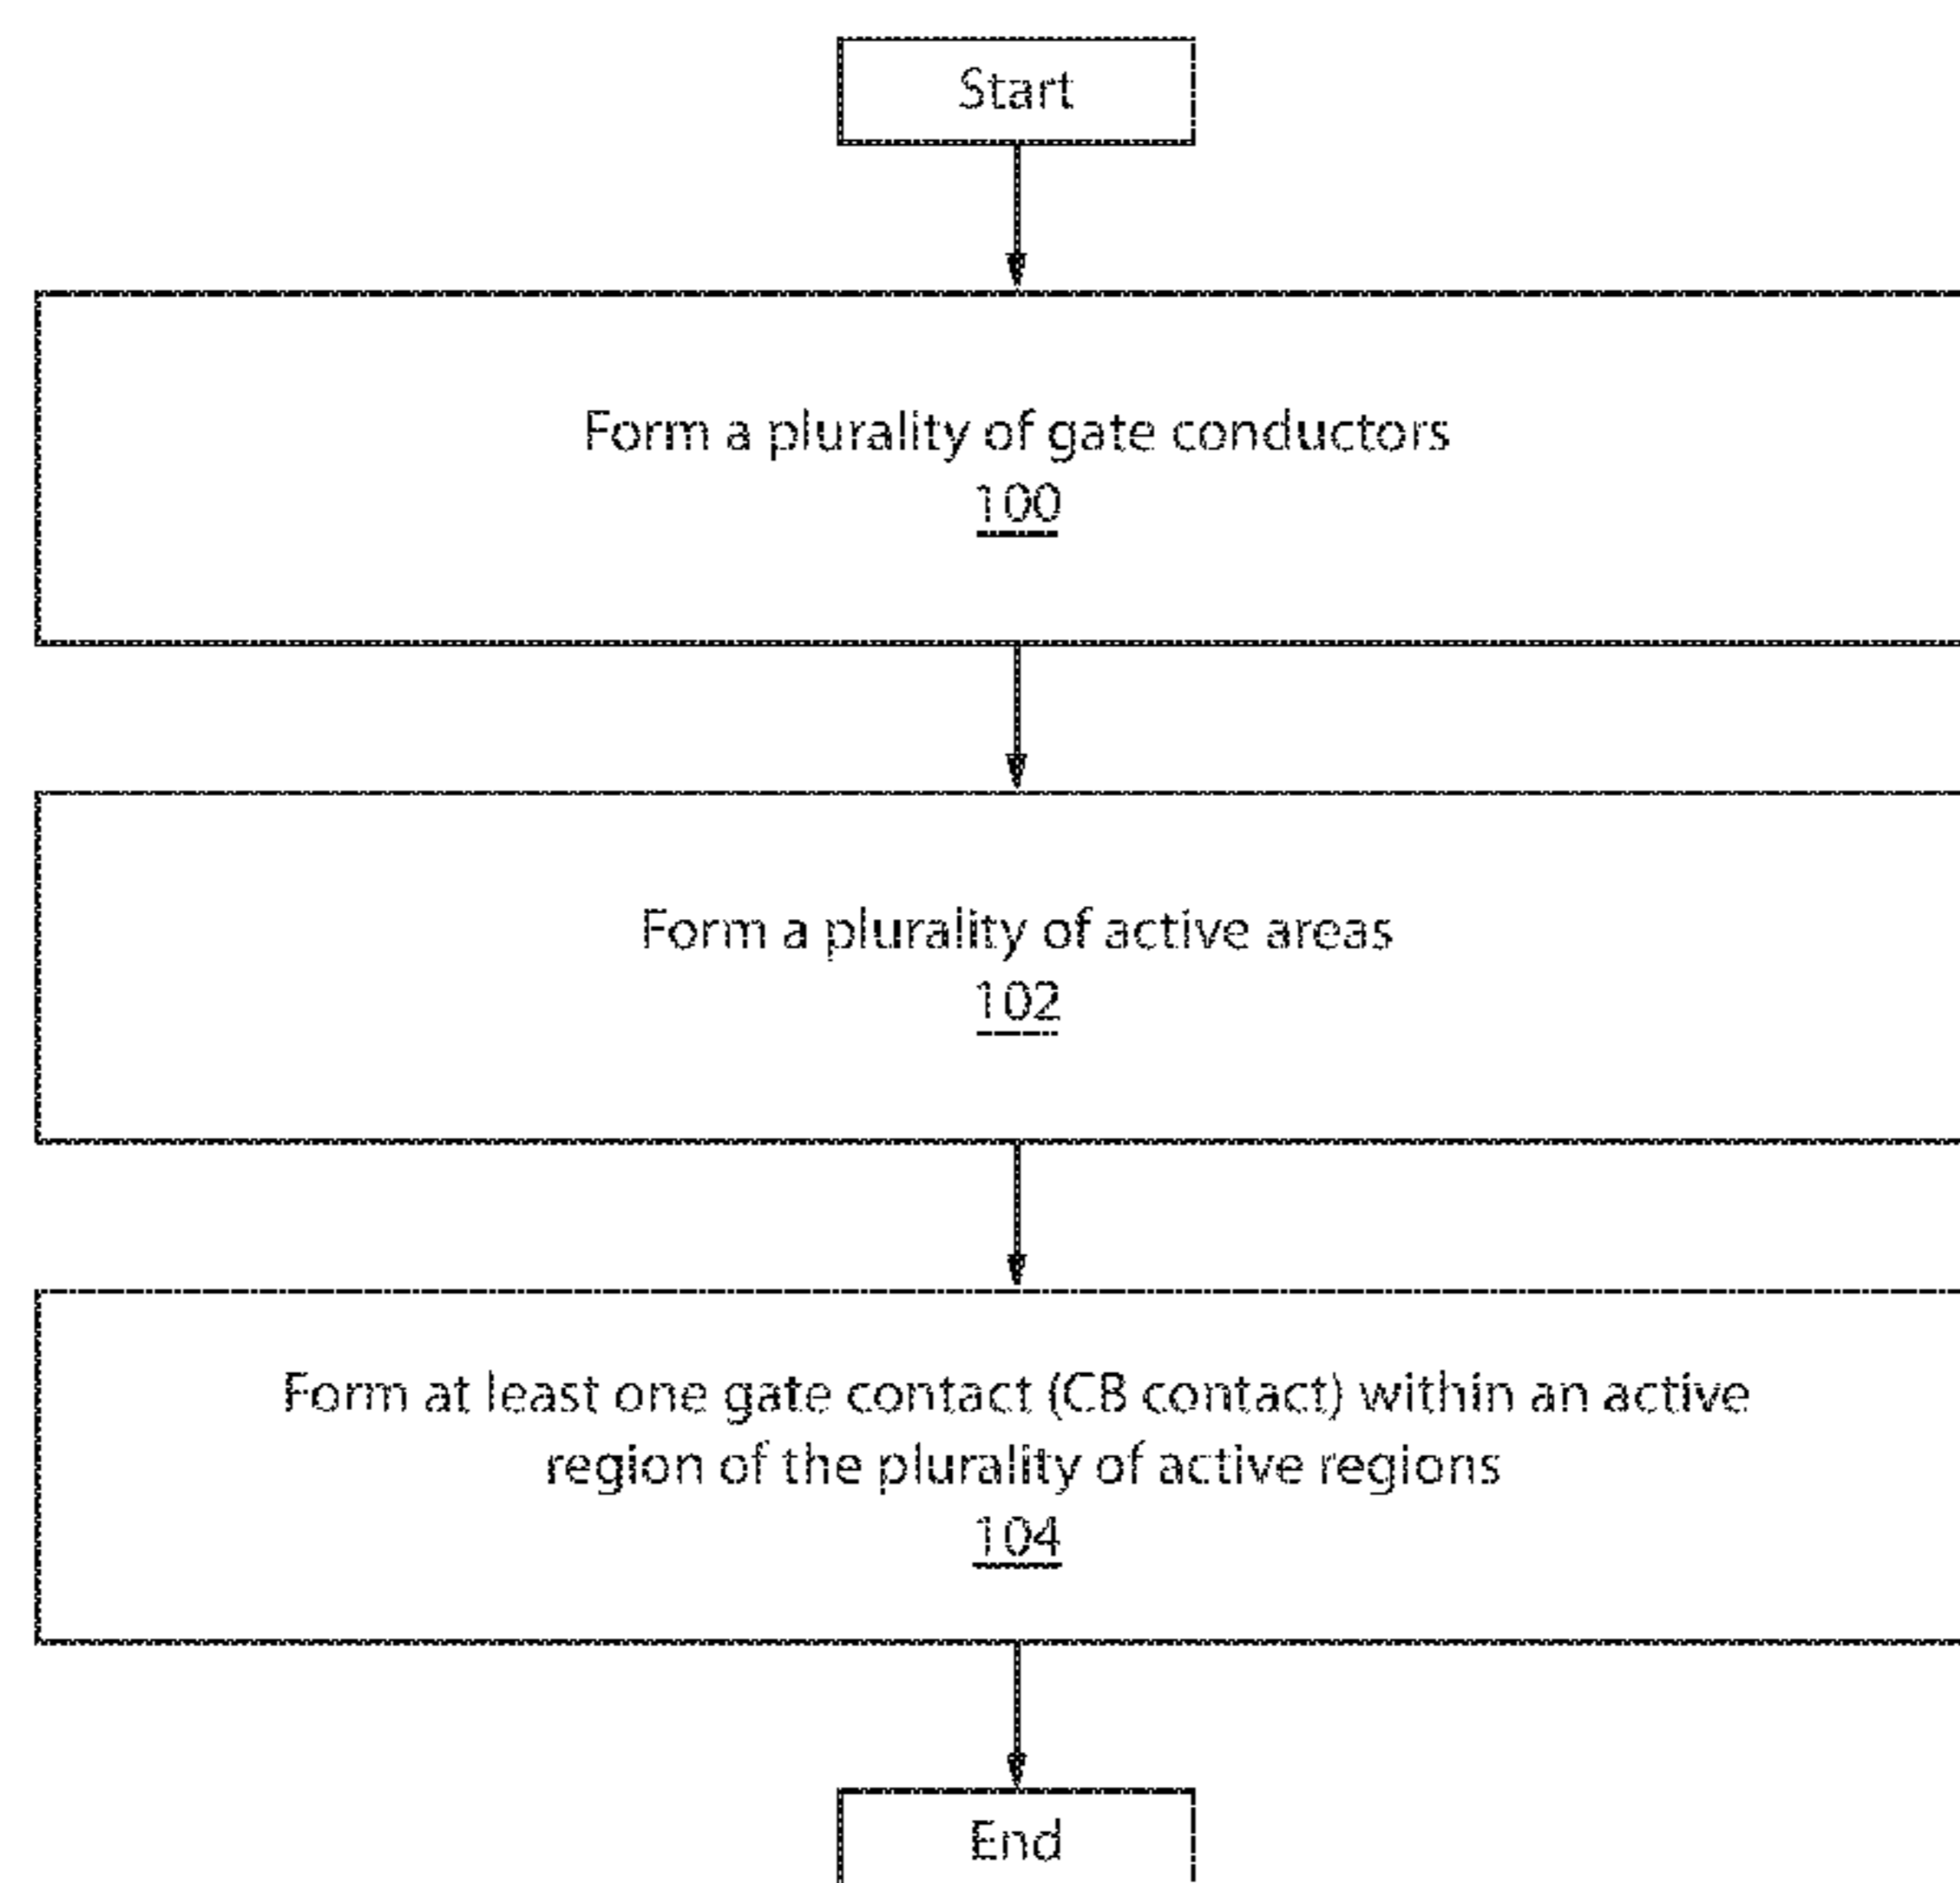 Start
Form a plurality of gate conductors
100
Form a plurality of active areas
102
Form at least one gate contact (CB contact) within an active
region of the plurality of active regions
104
End